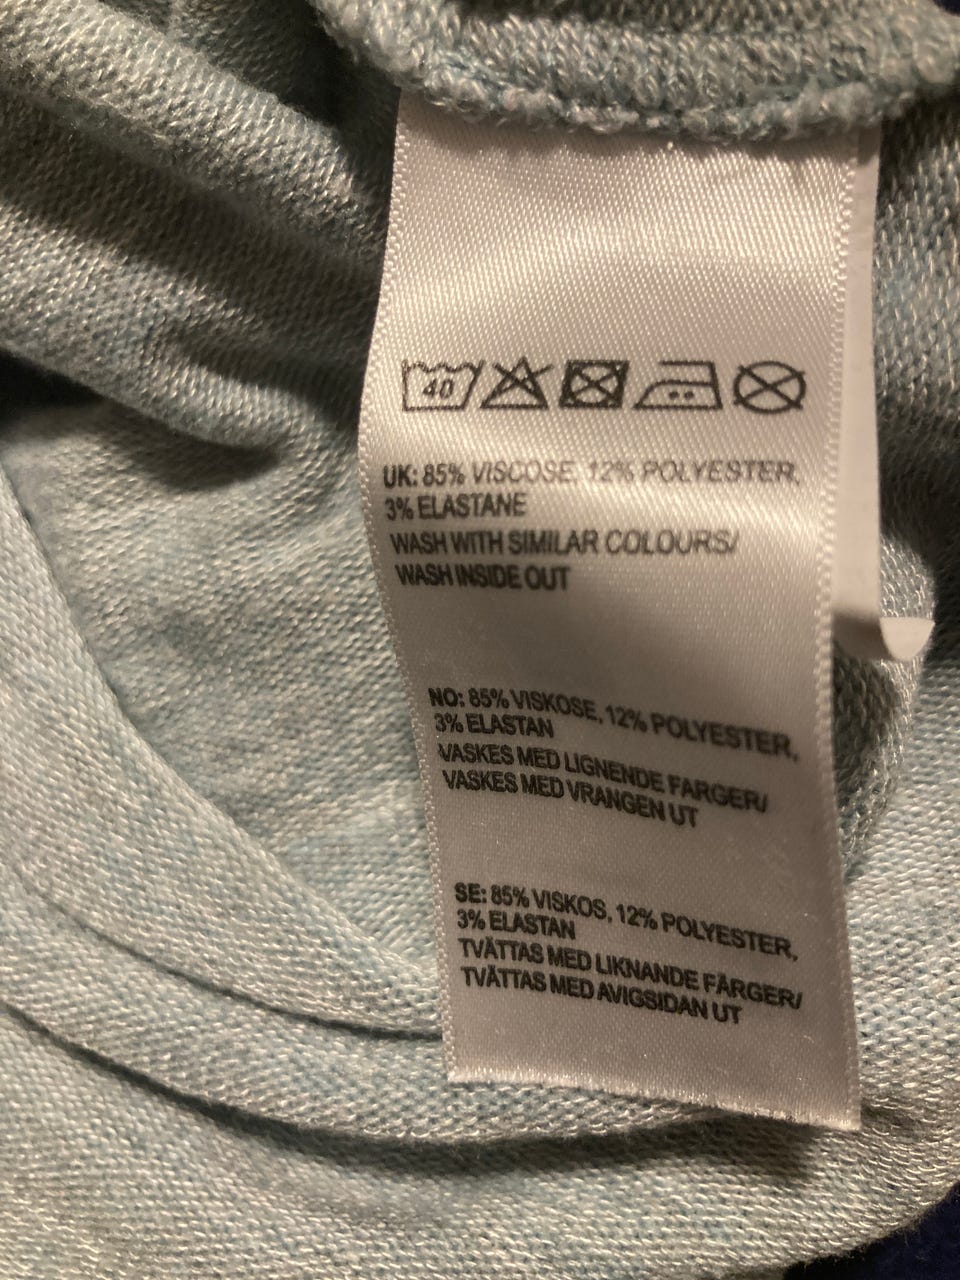 40
UK: 85% VISCOSE, 12% POLYESTER,
3% ELASTANE
WASH WITH SIMILAR COLOURS/
WASH INSIDE OUT
NO: 85% VISKOSE, 12% POLYESTER,
3% ELASTAN
VASKES MED LIGNENDE FARGER/
VASKES MED VRANGEN UT
SE: 85% VISKOS, 12% POLYESTER,
3% ELASTAN
TVÄTTAS MED LIKNANDE FÄRGER/
TVÄTTAS MED AVIGSIDAN UT